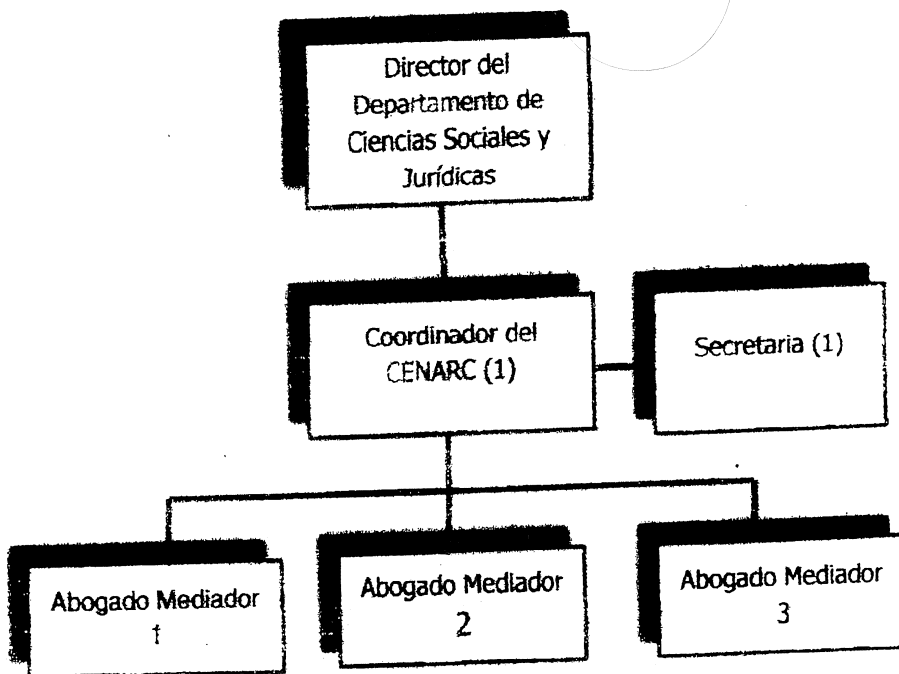 Director del
Departamento de
Ciencias Sociales y
Jurídicas
Coordinador del
CENARC (1)
Secretaria (1)
Abogado Mediador
1
Abogado Mediador
2
Abogado Mediador
3